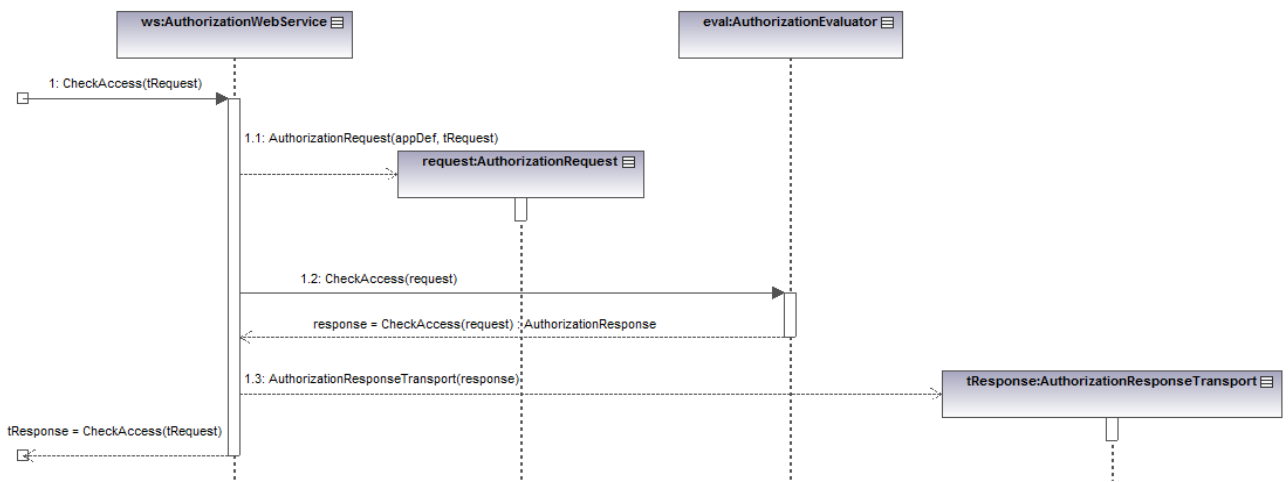 ws:AuthorizationWebService
eval:AuthorizationEvaluator
1: CheckAccess(tRequest)
1.1: AuthorizationRequest(appDef, tRequest)
request:AuthorizationRequest
1.2: CheckAccess(request)
response = CheckAccess(request) : AuthorizationResponse
1.3: AuthorizationResponseTransport(response)
tResponse:AuthorizationResponseTransport
tResponse = CheckAccess(tRequest)